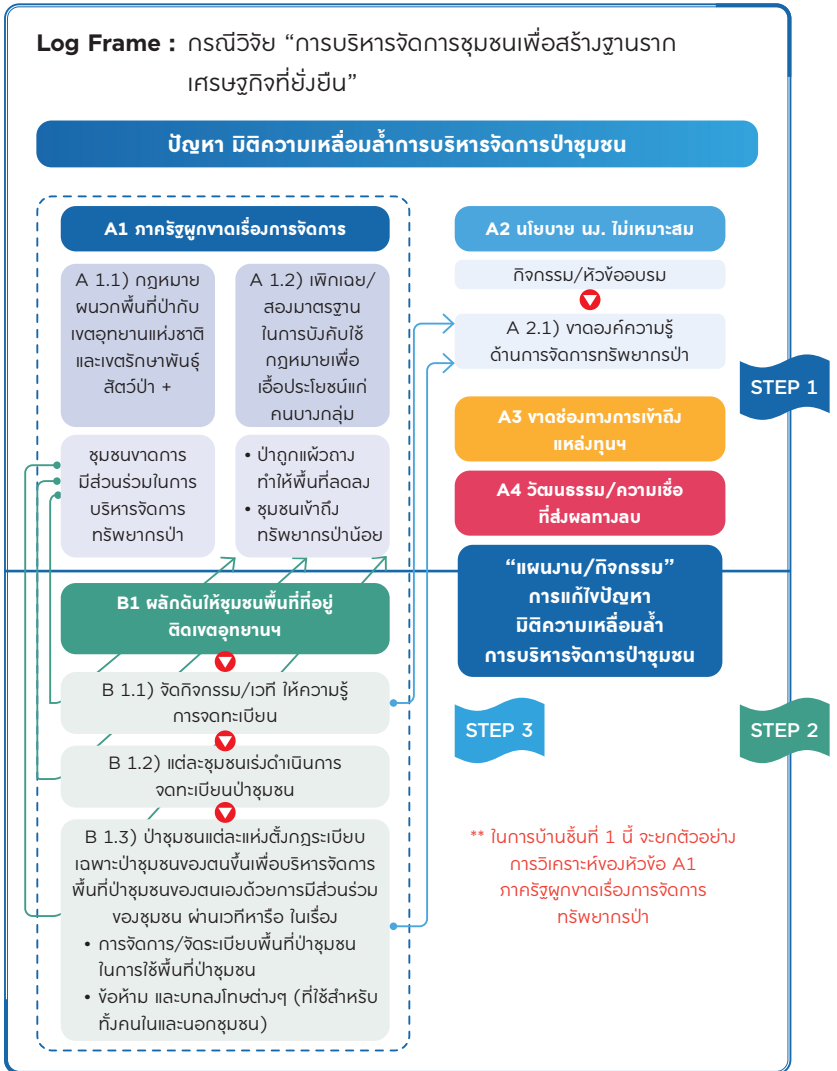 Log Frame : กรณีวิจัย “การบริหารจัดการชุมชนเพื่อสร้างฐานราก
เศรษฐกิจที่ยั่งยืน”
ปัญหา มิติความเหลื่อมล้ำการบริหารจัดการป่าชุมชน
A1 ภาครัฐผูกขาดเรื่องการจัดการ
A 1.1) กฎหมาย
ผนวกพื้นที่ป่ากับ
เขตอุทยานแห่งชาติ
และเขตรักษาพันธุ์
สัตว์ป่า +
A 1.2) เพิกเฉย/
สองมาตรฐาน
ในการบังคับใช้
กฎหมายเพื่อ
เอื้อประโยชน์แก่
คนบางกลุ่ม
ชุมชนขาดการ
มีส่วนร่วมในการ
บริหารจัดการ
ทรัพยากรป่า
• ป่าถูกแผ้วถาง
ทำให้พื้นที่ลดลง
• ชุมชนเข้าถึง
ทรัพยากรป่าน้อย
A2 นโยบาย นง. ไม่เหมาะสม
กิจกรรม/หัวข้ออบรม
A 2.1) ขาดองค์ความรู้
ด้านการจัดการทรัพยากรป่า
STEP 1
A3 ขาดช่องทางการเข้าถึง
แหล่งทุนฯ
A4 วัฒนธรรม/ความเชื่อ
ที่ส่งผลทางลบ
“แผนงาน/กิจกรรม”
การแก้ไขปัญหา
มิติความเหลื่อมล้ำ
การบริหารจัดการป่าชุมชน
B1 ผลักดันให้ชุมชนพื้นที่ที่อยู่
ติดเขตอุทยานฯ
B 1.1) จัดกิจกรรม/เวที ให้ความรู้
การจดทะเบียน
B 1.2) แต่ละชุมชนเร่งดำเนินการ
จดทะเบียนป่าชุมชน
B 1.3) ป่าชุมชนแต่ละแห่งตั้งกฎระเบียบ
เฉพาะป่าชุมชนของตนขึ้นเพื่อบริหารจัดการ
พื้นที่ป่าชุมชนของตนเองด้วยการมีส่วนร่วม
ของชุมชน ผ่านเวทีหารือ ในเรื่อง
• การจัดการ/จัดระเบียบพื้นที่ป่าชุมชน
ในการใช้พื้นที่ป่าชุมชน
• ข้อห้าม และบทลงโทษต่างๆ (ที่ใช้สำหรับ
ทั้งคนในและนอกชุมชน)
STEP 3
STEP 2
** ในการบ้านชิ้นที่ 1 นี้ จะยกตัวอย่าง
การวิเคราะห์ของหัวข้อ A1
ภาครัฐผูกขาดเรื่องการจัดการ
ทรัพยากรป่า